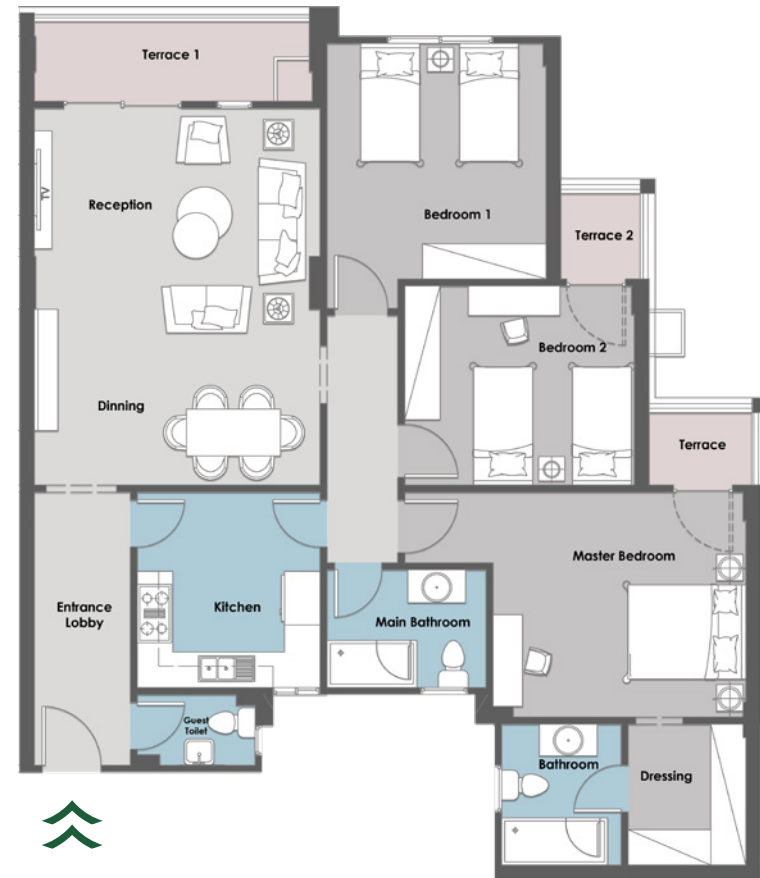 Terrace 1
TV
Reception
Bedroom 1
Terrace 2
Bedroom 2
Dinning
Terrace
Master Bedroom
Entrance
Lobby
Kitchen
Main Bathroom
Guest
Toilet
Bathroom
Dressing